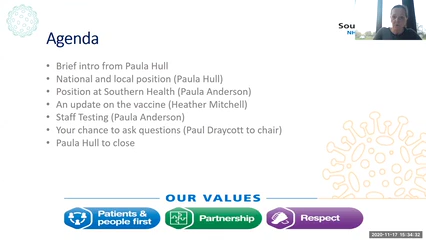 Sou
NH
Agenda
• Brief intro from Paula Hull
• National and local position (Paula Hull)
• Position at Southern Health (Paula Anderson)
• An update on the vaccine (Heather Mitchell)
• Staff Testing (Paula Anderson)
• Your chance to ask questions (Paul Draycott to chair)
• Paula Hull to close
OUR VALUES
Patients & people first
Partnership
Respect
2020-11-17 15:34:32